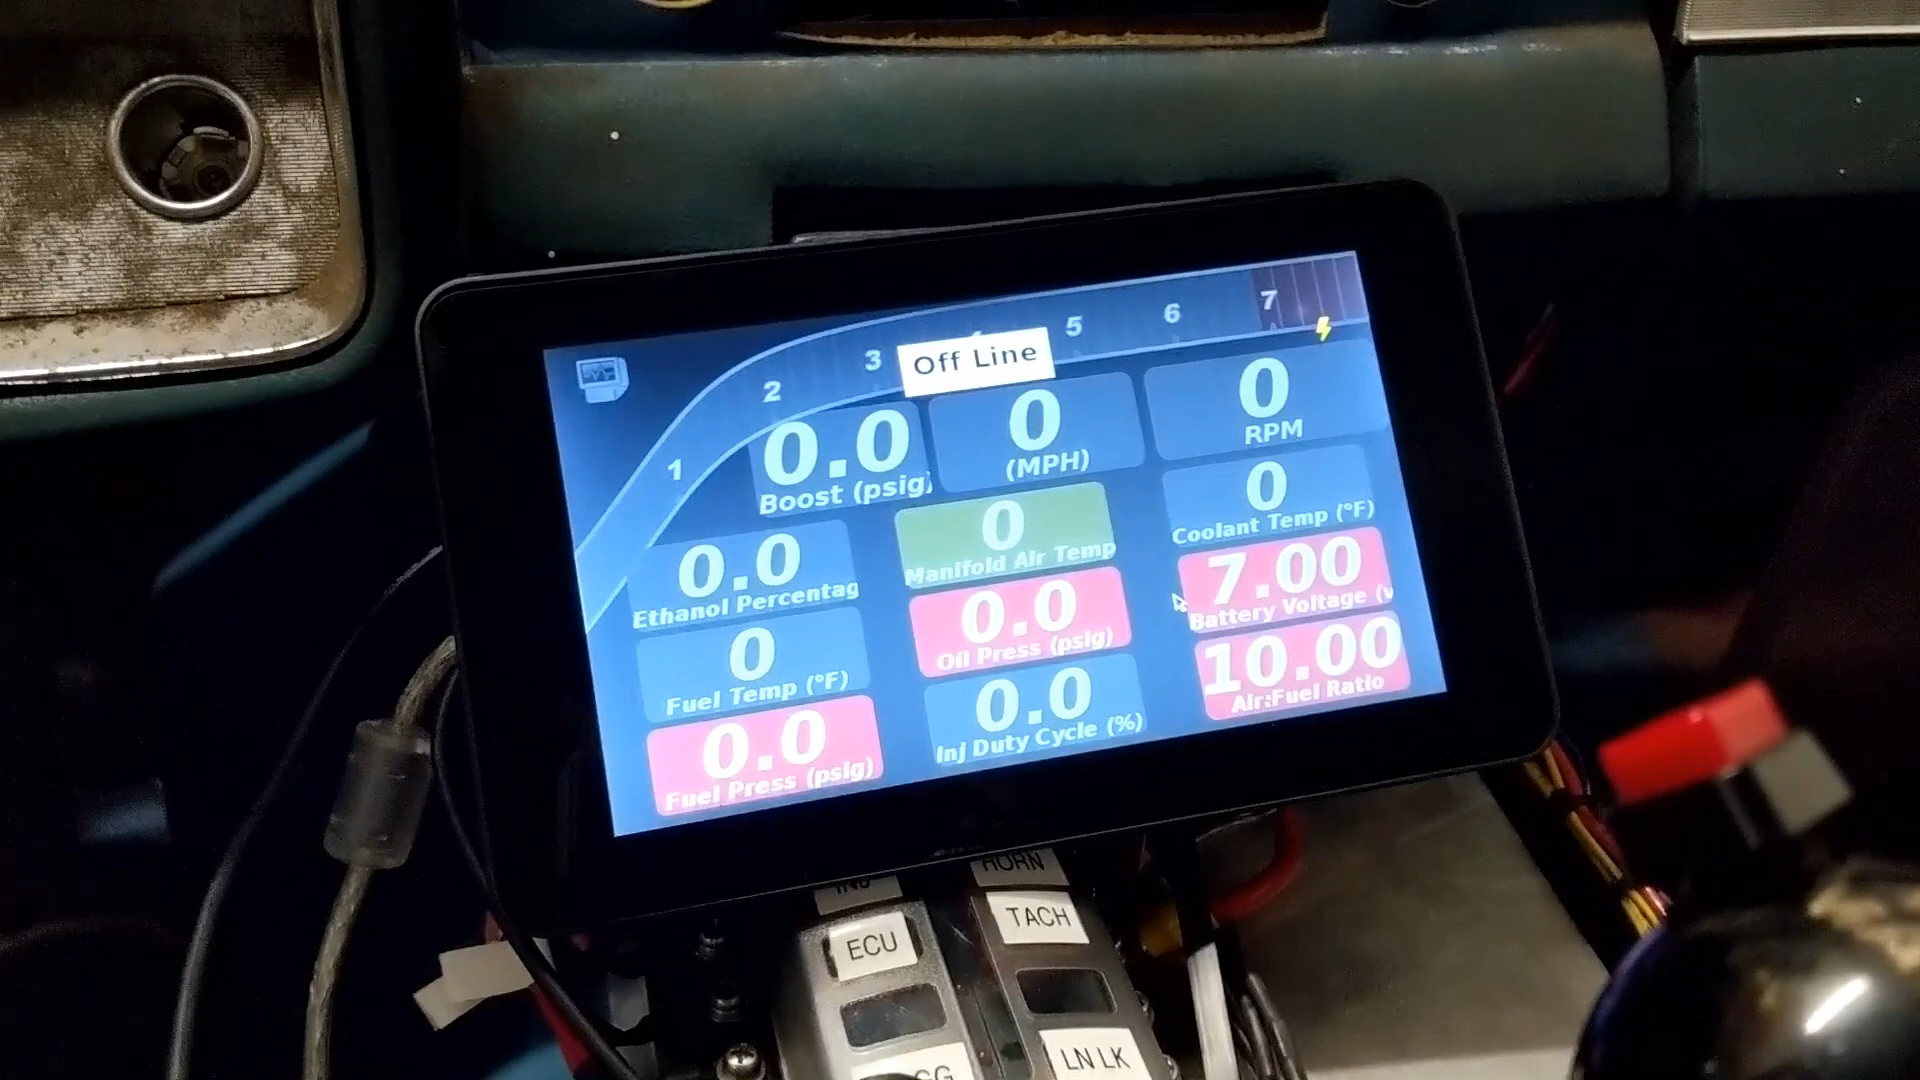 1
2
3
5
6
7
Off Line
0.0
Boost (psig)
0
(MPH)
0
RPM
0.0
Ethanol Percentag
0
Manifold Air Temp
0
Coolant Temp (°F)
0
Fuel Temp (°F)
0.0
Oil Press (psig)
7.00
Battery Voltage (v
0.0
Fuel Press (psig)
0.0
Inj Duty Cycle (%)
10.00
Air:Fuel Ratio
INJ
HORN
ECU
TACH
LN LK